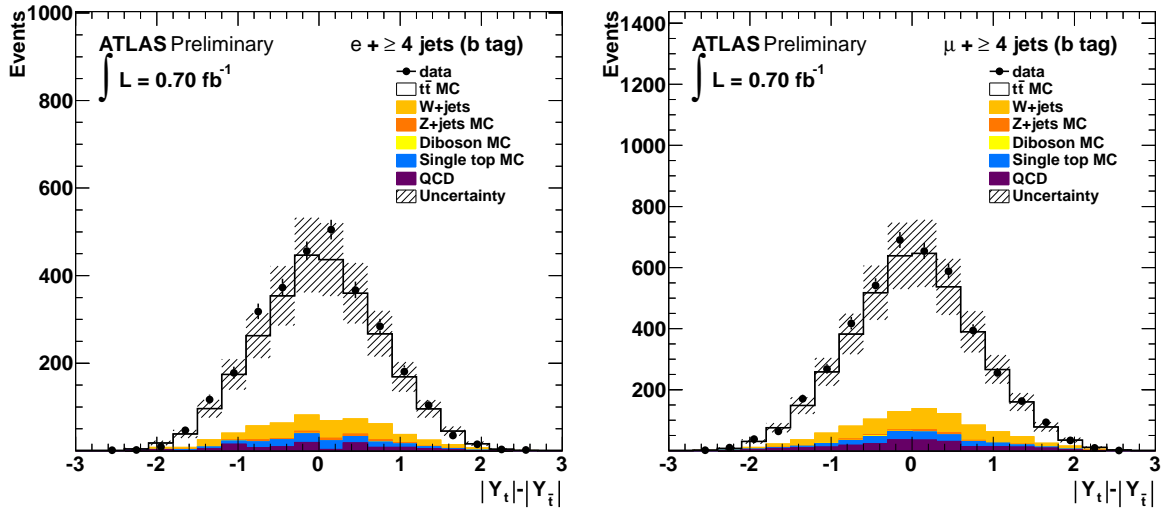 Events
1000
800
600
400
200
ATLAS Preliminary
∫ L = 0.70 fb⁻¹
e + ≥ 4 jets (b tag)
data
tt̄ MC
W+jets
Z+jets MC
Diboson MC
Single top MC
QCD
Uncertainty
-3 -2 -1 0 1 2 3
|Y_t|-|Y_t̄|
Events
1400
1200
1000
800
600
400
200
ATLAS Preliminary
∫ L = 0.70 fb⁻¹
μ + ≥ 4 jets (b tag)
data
tt̄ MC
W+jets
Z+jets MC
Diboson MC
Single top MC
QCD
Uncertainty
-3 -2 -1 0 1 2 3
|Y_t|-|Y_t̄|